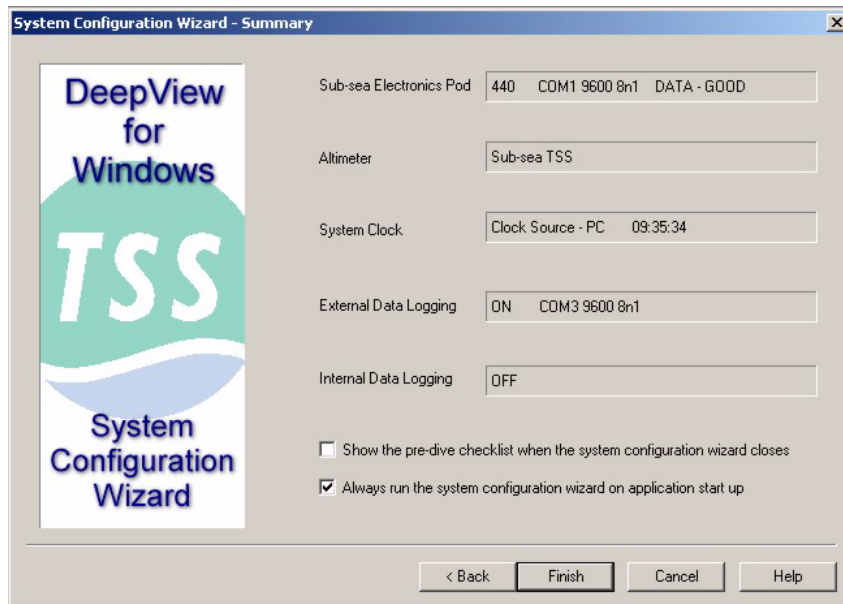 System Configuration Wizard - Summary
DeepView
for
Windows
TSS
System
Configuration
Wizard
Sub-sea Electronics Pod
440 COM1 9600 8n1 DATA - GOOD
Altimeter
Sub-sea TSS
System Clock
Clock Source - PC 09:35:34
External Data Logging
ON COM3 9600 8n1
Internal Data Logging
OFF
Show the pre-dive checklist when the system configuration wizard closes
Always run the system configuration wizard on application start up
< Back
Finish
Cancel
Help